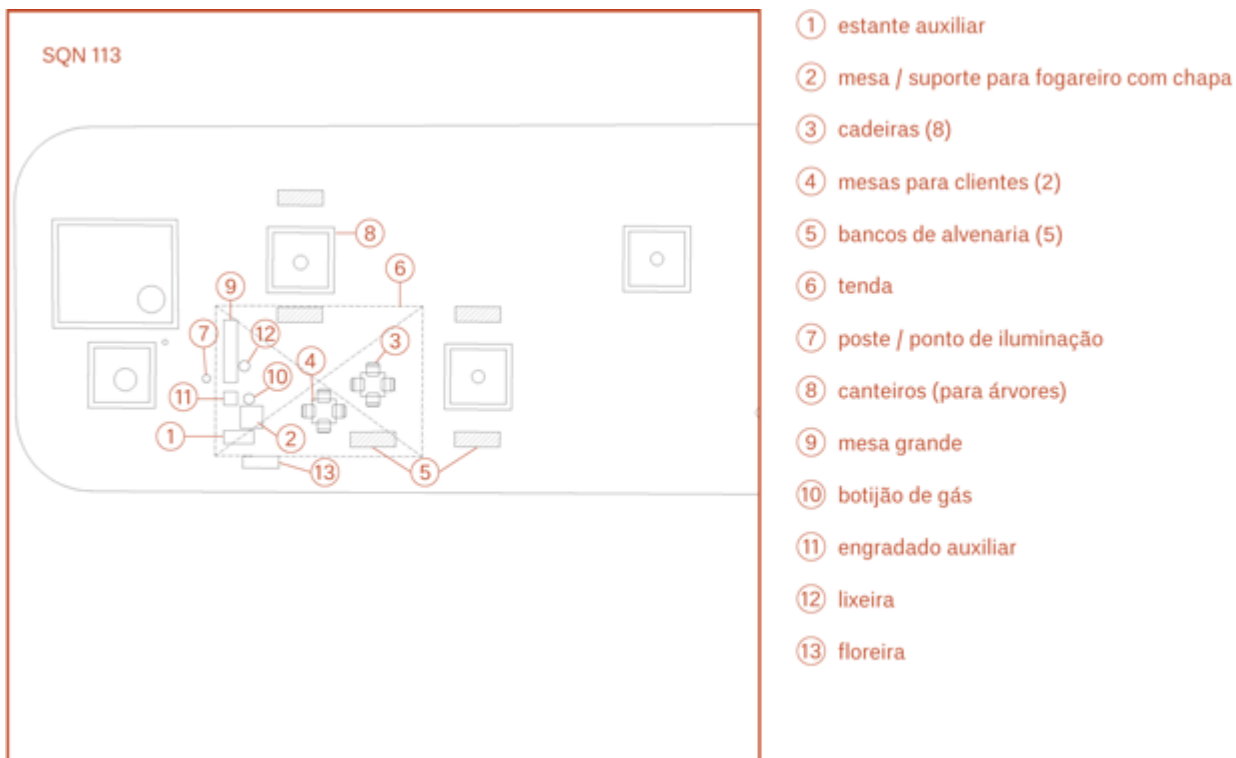 SQN 113
8
6
9
7
12
3
4
10
11
1
2
13
5
1 estante auxiliar
2 mesa / suporte para fogareiro com chapa
3 cadeiras (8)
4 mesas para clientes (2)
5 bancos de alvenaria (5)
6 tenda
7 poste / ponto de iluminação
8 canteiros (para árvores)
9 mesa grande
10 botijão de gás
11 engradado auxiliar
12 lixeira
13 floreira